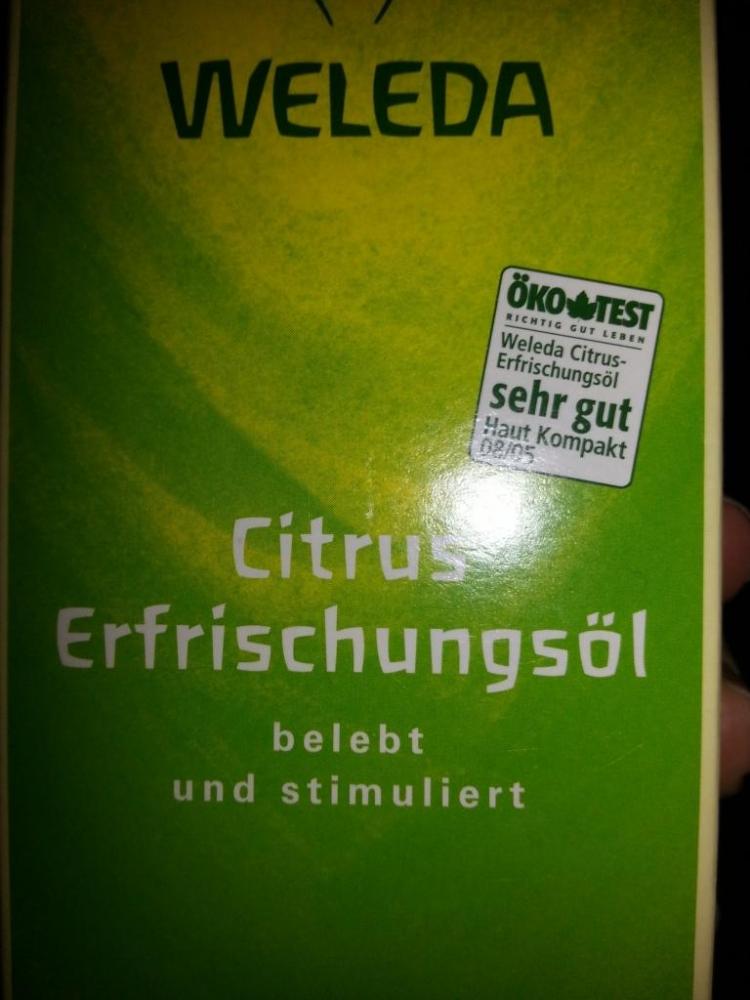 WELEDA
ÖKO TEST
RICHTIG GUT LEBEN
Weleda Citrus-
Erfrischungsöl
sehr gut
Haut Kompakt
08/05
Citrus
Erfrischungsöl
belebt
und stimuliert